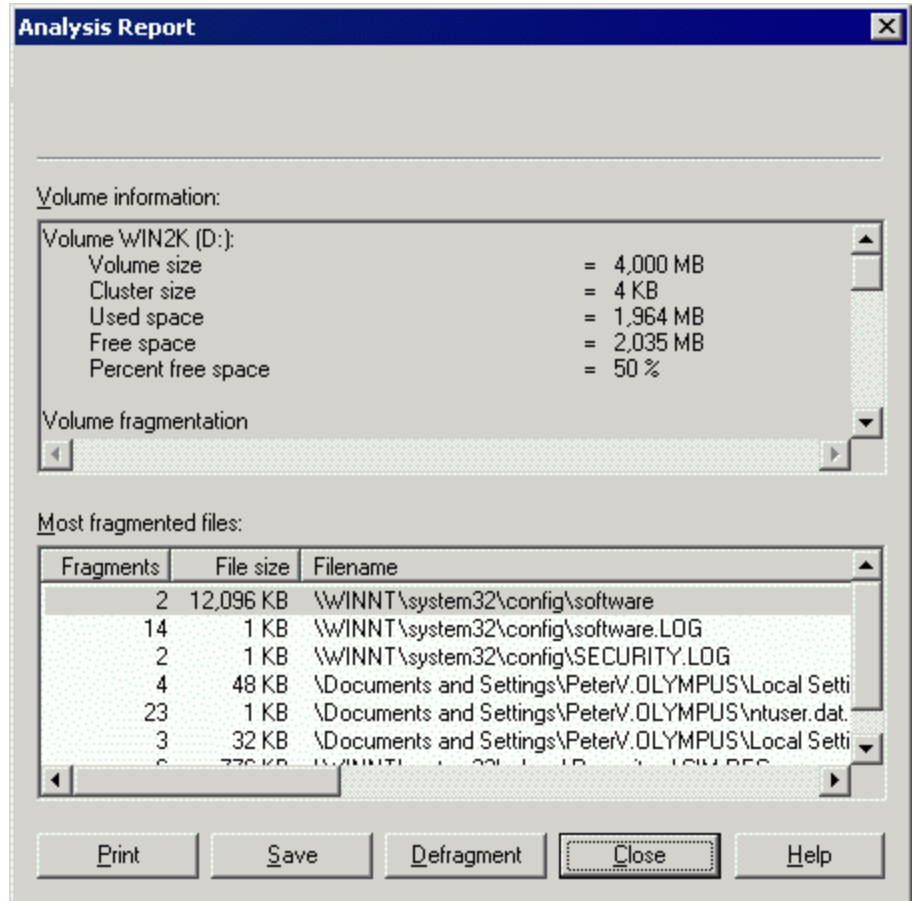 Analysis Report
Volume information:
Volume WIN2K (D:):
Volume size = 4,000 MB
Cluster size = 4 KB
Used space = 1,964 MB
Free space = 2,035 MB
Percent free space = 50 %
Volume fragmentation
Most fragmented files:
Fragments File size Filename
2 12,096 KB \WINNT\system32\config\software
14 1 KB \WINNT\system32\config\software.LOG
2 1 KB \WINNT\system32\config\SECURITY.LOG
4 48 KB \Documents and Settings\PeterV.OLYMPUS\Local Setti
23 1 KB \Documents and Settings\PeterV.OLYMPUS\ntuser.dat.
3 32 KB \Documents and Settings\PeterV.OLYMPUS\Local Setti
Print Save Defragment Close Help